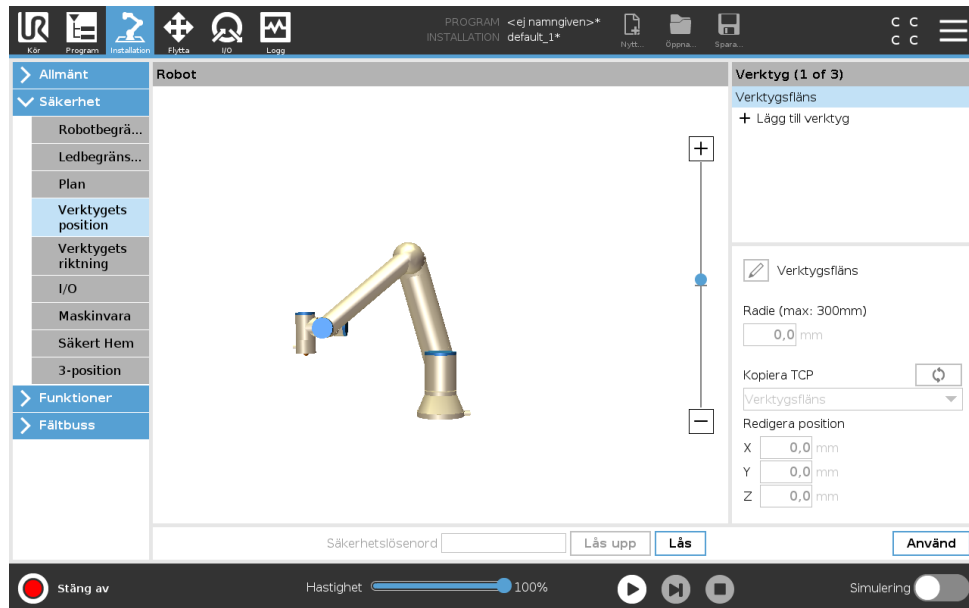 PROGRAM <ej namngiven>*
INSTALLATION default_1*
C C
C C
UR
Kör
Program
Installation
Flytta
I/O
Logg
Nytt...
Öppna...
Spara...
Allmänt
Säkerhet
Robotbegrä...
Ledbegräns...
Plan
Verktygets
position
Verktygets
riktning
I/O
Maskinvara
Säkert Hem
3-position
Funktioner
Fältbuss
Robot
Verktyg (1 of 3)
Verktygsfläns
+ Lägg till verktyg
Verktygsfläns
Radie (max: 300mm)
0,0 mm
Kopiera TCP
Verktygsfläns
Redigera position
X 0,0 mm
Y 0,0 mm
Z 0,0 mm
Säkerhetslösenord
Lås upp
Lås
Använd
Stäng av
Hastighet
100%
Simulering